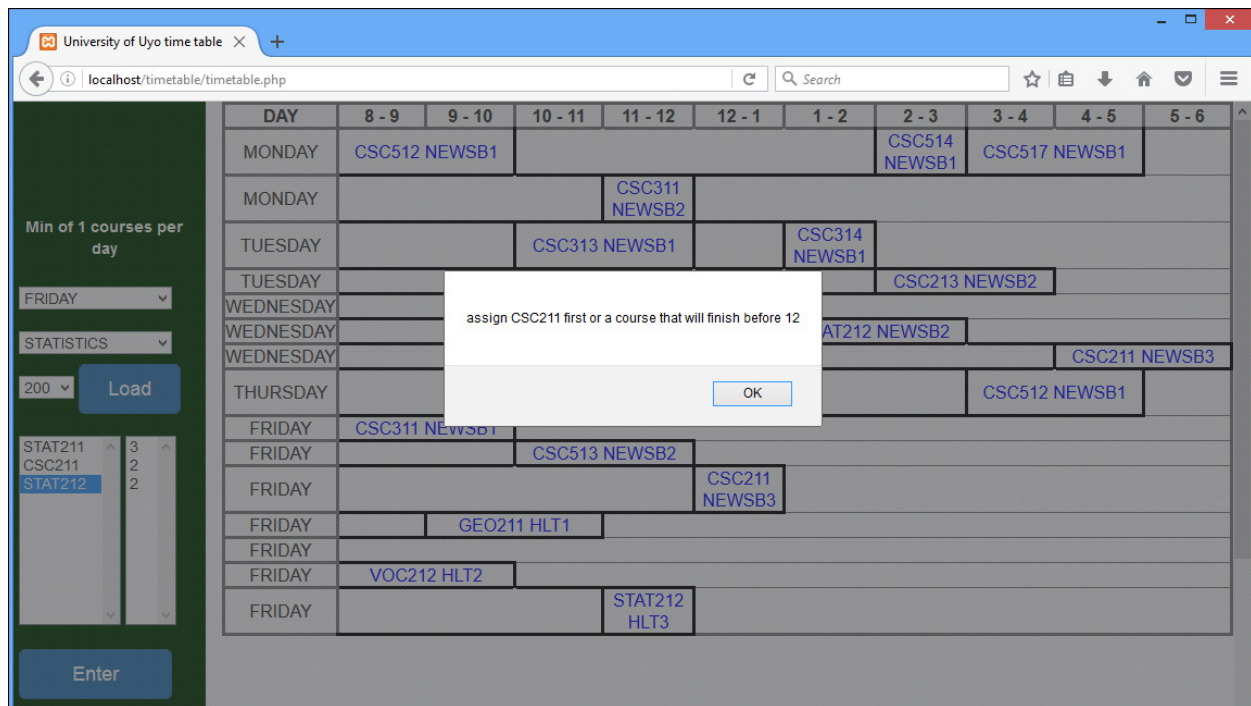 University of Uyo time table
localhost/timetable/timetable.php
Search
Min of 1 courses per
day
FRIDAY
STATISTICS
200
Load
STAT211 3
CSC211 2
STAT212 2
Enter
DAY 8 - 9 9 - 10 10 - 11 11 - 12 12 - 1 1 - 2 2 - 3 3 - 4 4 - 5 5 - 6
MONDAY CSC512 NEWSB1 CSC514 NEWSB1 CSC517 NEWSB1
MONDAY CSC311 NEWSB2
TUESDAY CSC313 NEWSB1 CSC314 NEWSB1
TUESDAY CSC213 NEWSB2
WEDNESDAY
WEDNESDAY AT212 NEWSB2
WEDNESDAY CSC211 NEWSB3
THURSDAY CSC512 NEWSB1
FRIDAY CSC311 NEWSB1
FRIDAY CSC513 NEWSB2
FRIDAY CSC211 NEWSB3
FRIDAY GEO211 HLT1
FRIDAY
FRIDAY VOC212 HLT2
FRIDAY STAT212 HLT3
assign CSC211 first or a course that will finish before 12
OK